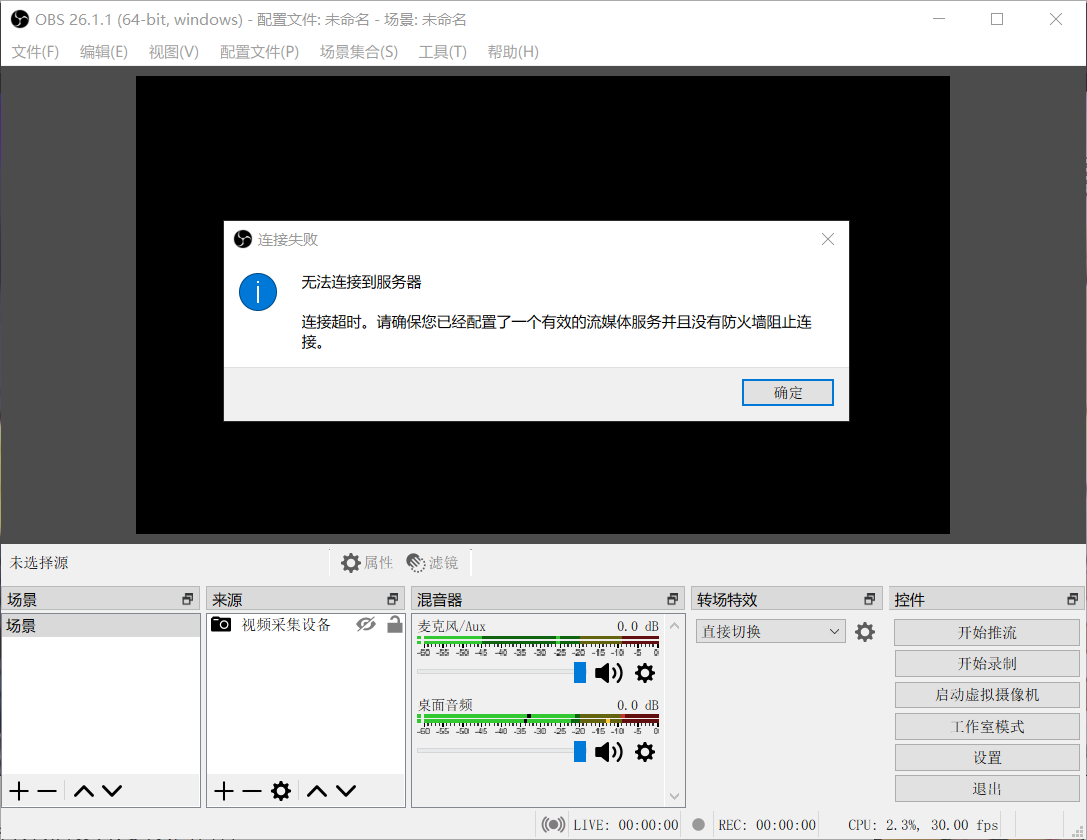 OBS 26.1.1 (64-bit, windows) - 配置文件: 未命名 - 场景: 未命名
文件(F) 编辑(E) 视图(V) 配置文件(P) 场景集合(S) 工具(T) 帮助(H)
连接失败
无法连接到服务器
连接超时。请确保您已经配置了一个有效的流媒体服务并且没有防火墙阻止连
接。
确定
未选择源 属性 滤镜
场景
场景
来源
视频采集设备
混音器
麦克风/Aux 0.0 dB
-60 -55 -50 -45 -40 -35 -30 -25 -20 -15 -10 -5 0
桌面音频 0.0 dB
-60 -55 -50 -45 -40 -35 -30 -25 -20 -15 -10 -5 0
转场特效
直接切换
控件
开始推流
开始录制
启动虚拟摄像机
工作室模式
设置
退出
LIVE: 00:00:00 REC: 00:00:00 CPU: 2.3%, 30.00 fps